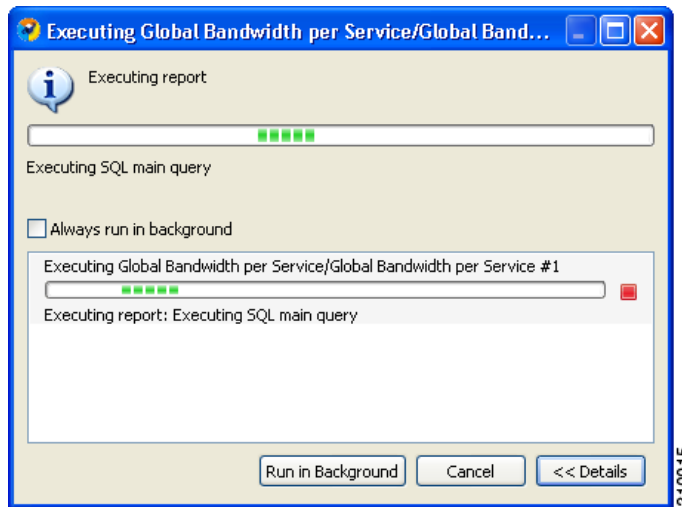 Executing Global Bandwidth per Service/Global Band...
Executing report
Executing SQL main query
Always run in background
Executing Global Bandwidth per Service/Global Bandwidth per Service #1
Executing report: Executing SQL main query
Run in Background
Cancel
<< Details